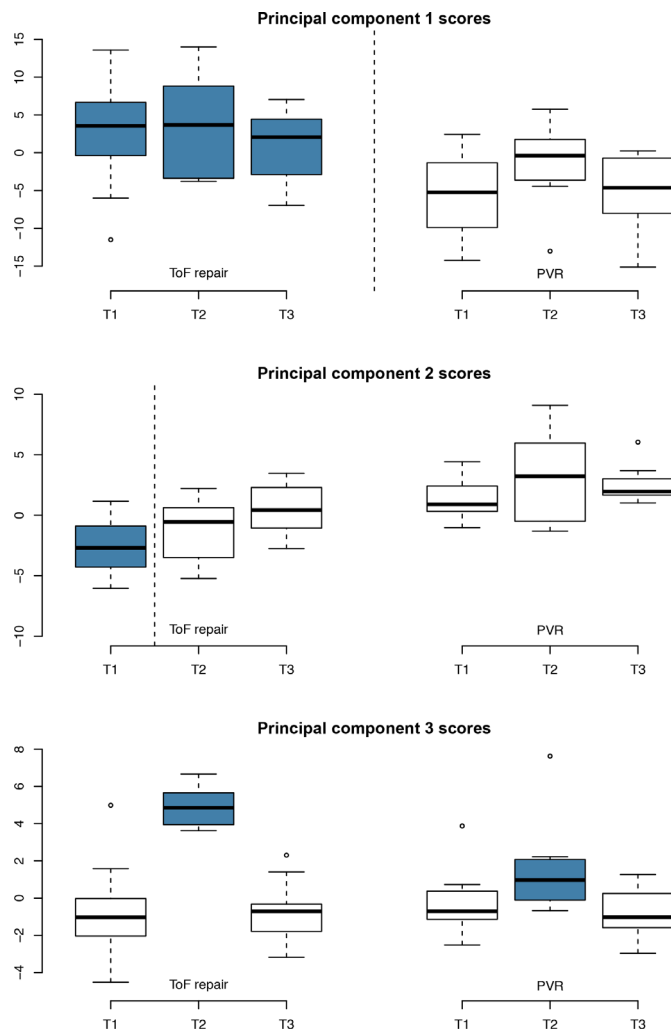 Principal component 1 scores
15
10
5
0
−5
−10
−15
ToF repair
PVR
T1 T2 T3 T1 T2 T3
Principal component 2 scores
10
5
0
−5
−10
ToF repair
PVR
T1 T2 T3 T1 T2 T3
Principal component 3 scores
8
6
4
2
0
−2
−4
ToF repair
PVR
T1 T2 T3 T1 T2 T3